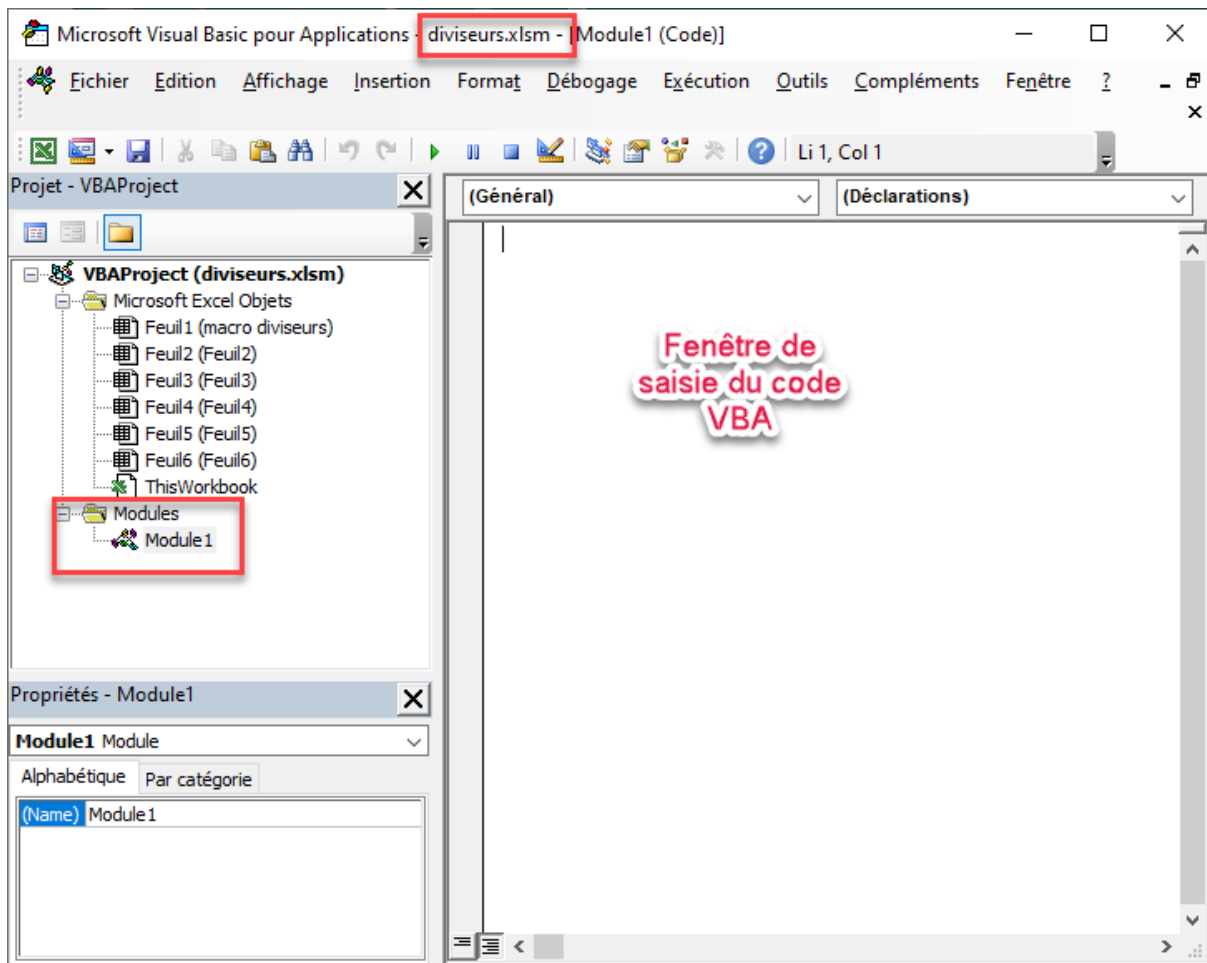 Microsoft Visual Basic pour Applications - diviseurs.xlsm - [Module1 (Code)]
Fichier Edition Affichage Insertion Format Débogage Exécution Outils Compléments Fenêtre ?
Li 1, Col 1
Projet - VBAProject
(Général) (Déclarations)
VBAProject (diviseurs.xlsm)
Microsoft Excel Objets
Feuil1 (macro diviseurs)
Feuil2 (Feuil2)
Feuil3 (Feuil3)
Feuil4 (Feuil4)
Feuil5 (Feuil5)
Feuil6 (Feuil6)
ThisWorkbook
Modules
Module1
Fenêtre de
saisie du code
VBA
Propriétés - Module1
Module1 Module
Alphabétique Par catégorie
(Name) Module1